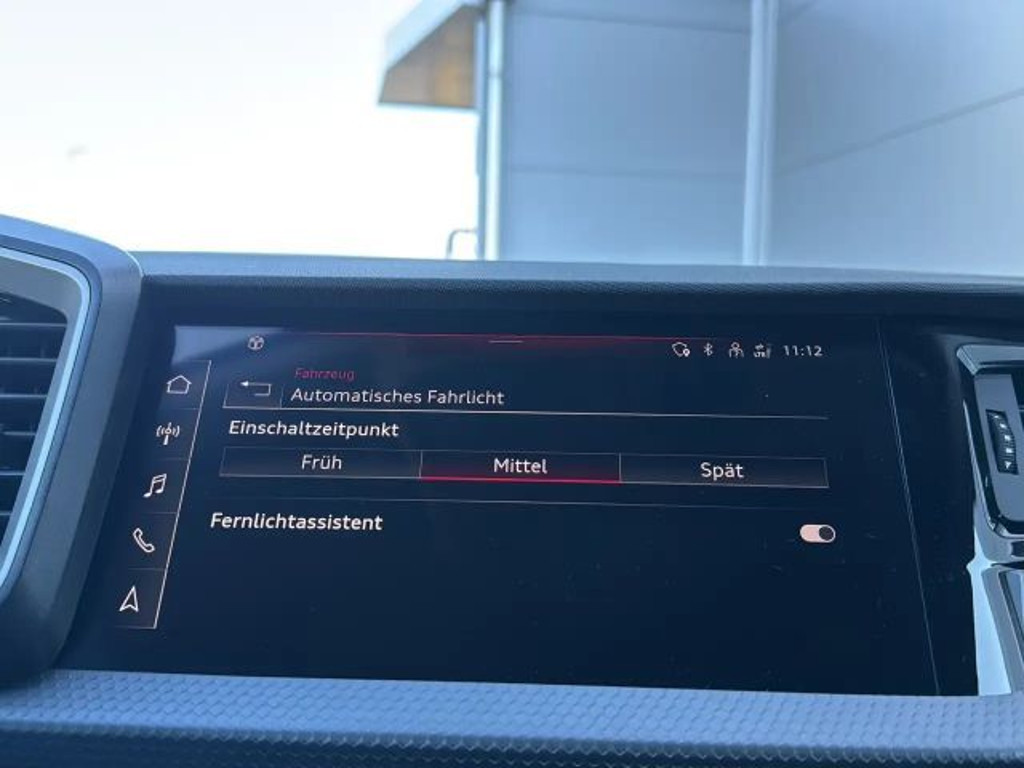 11:12
Fahrzeug
Automatisches Fahrlicht
Einschaltzeitpunkt
Früh Mittel Spät
Fernlichtassistent